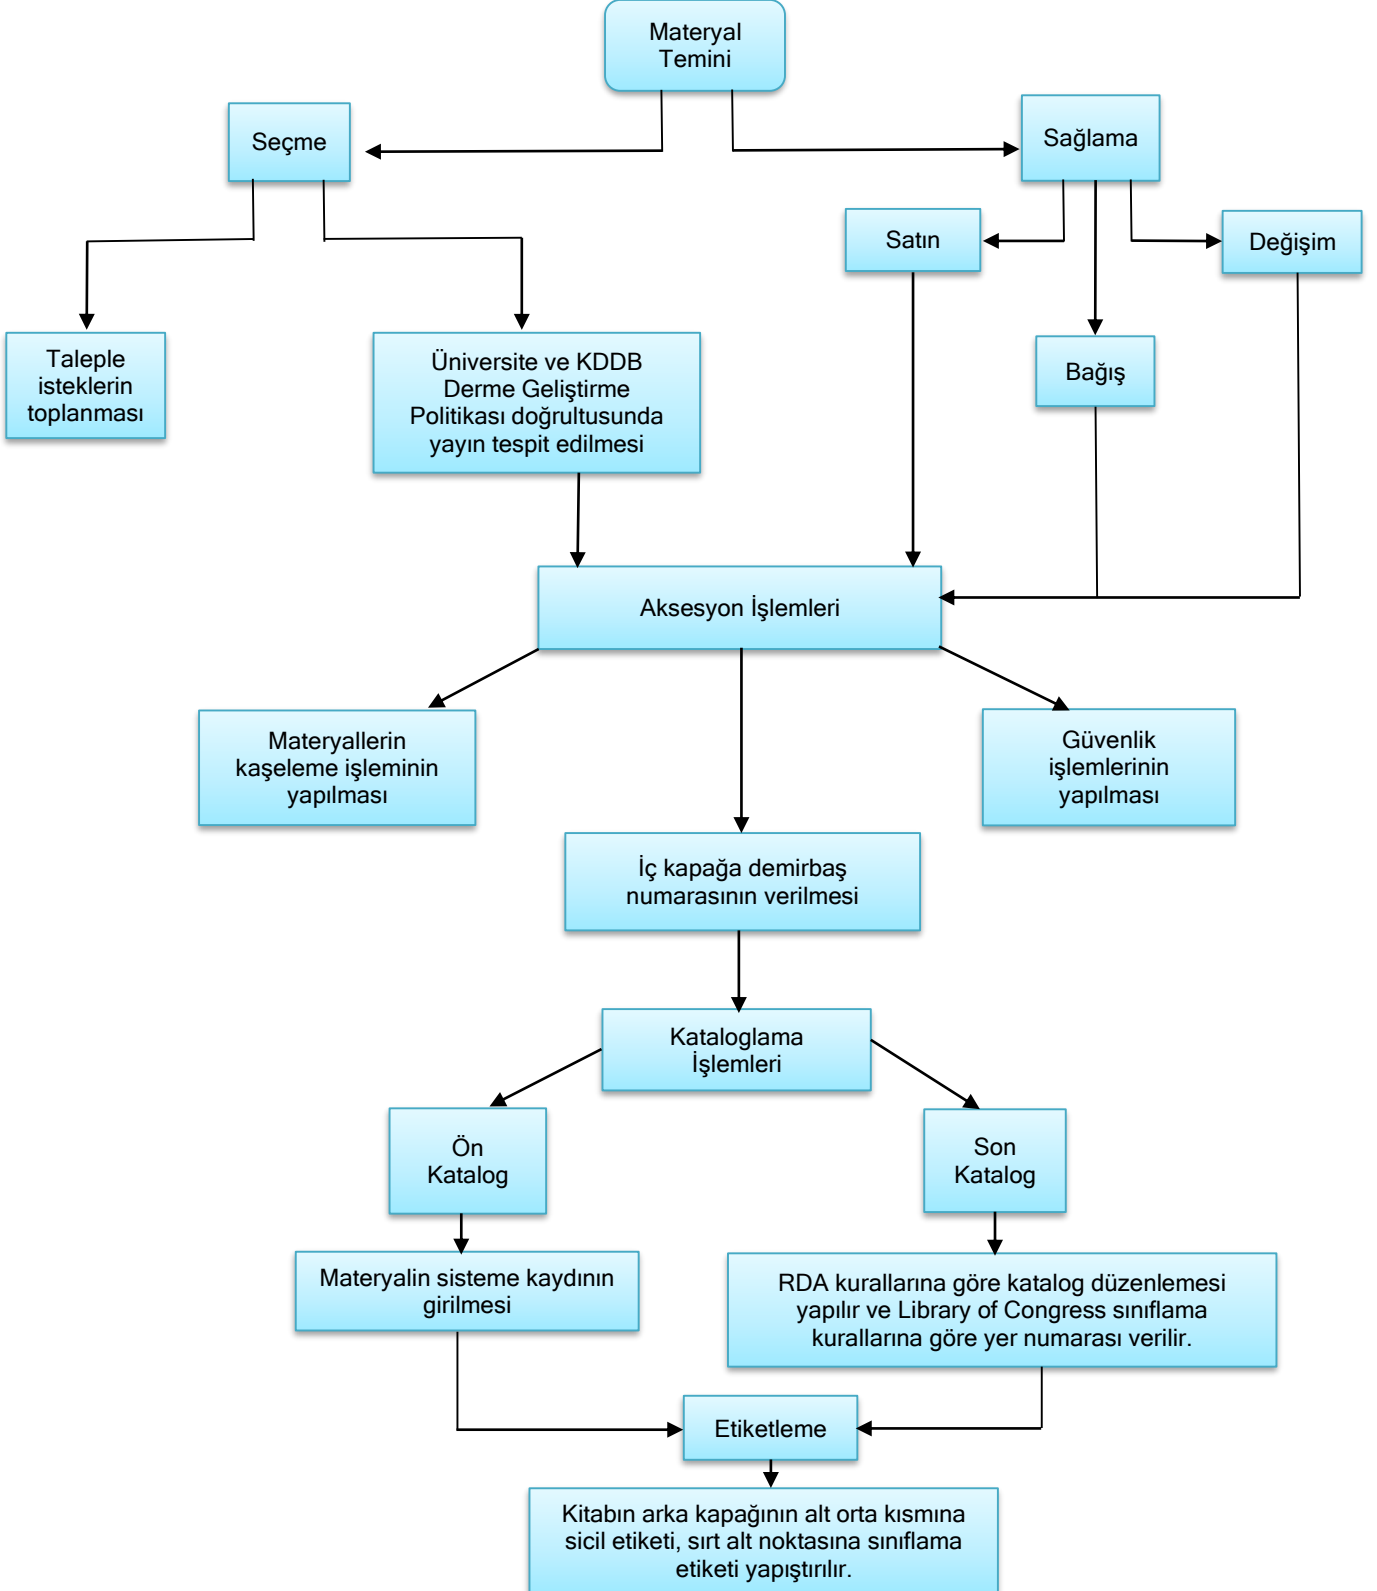 Materyal
Temini
Seçme
Sağlama
Satın
Değişim
Taleple
isteklerin
toplanması
Üniversite ve KDDB
Derme Geliştirme
Politikası doğrultusunda
yayın tespit edilmesi
Bağış
Aksesyon İşlemleri
Materyallerin
kaşeleme işleminin
yapılması
Güvenlik
işlemlerinin
yapılması
İç kapağa demirbaş
numarasının verilmesi
Kataloglama
İşlemleri
Ön
Katalog
Son
Katalog
Materyalin sisteme kaydının
girilmesi
RDA kurallarına göre katalog düzenlemesi
yapılır ve Library of Congress sınıflama
kurallarına göre yer numarası verilir.
Etiketleme
Kitabın arka kapağının alt orta kısmına
sicil etiketi, sırt alt noktasına sınıflama
etiketi yapıştırılır.